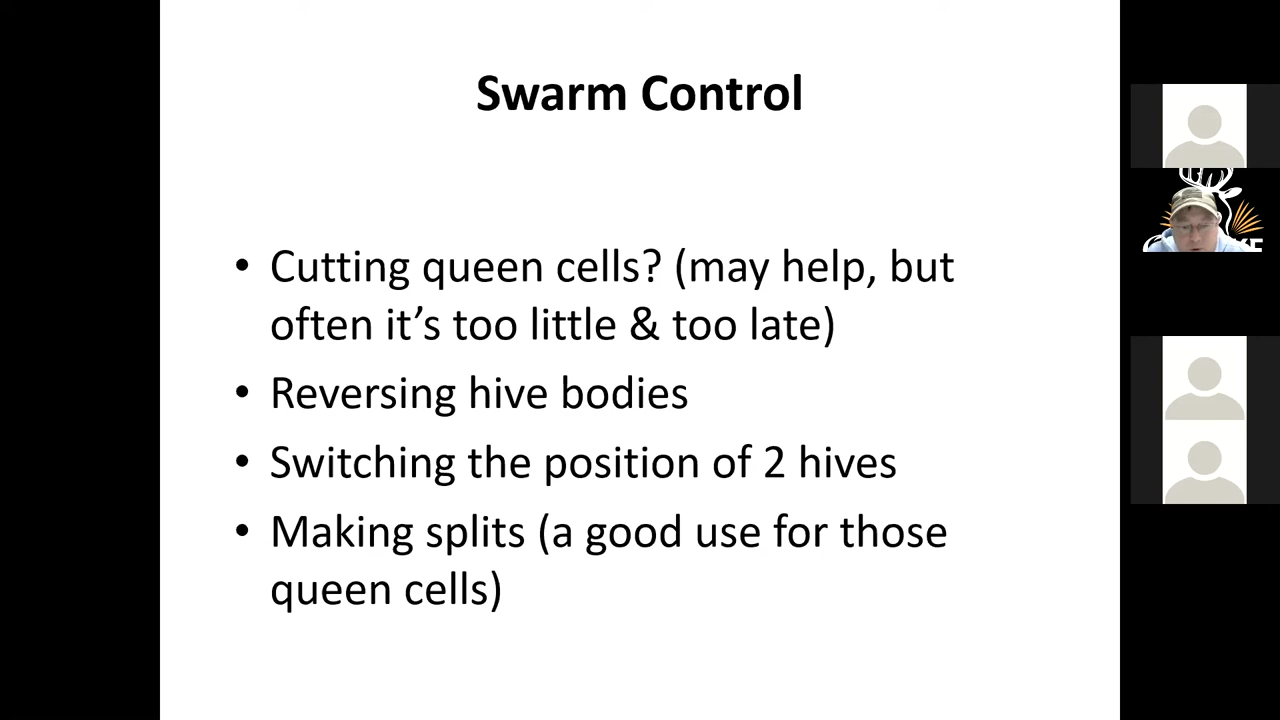 Swarm Control
• Cutting queen cells? (may help, but
often it’s too little & too late)
• Reversing hive bodies
• Switching the position of 2 hives
• Making splits (a good use for those
queen cells)